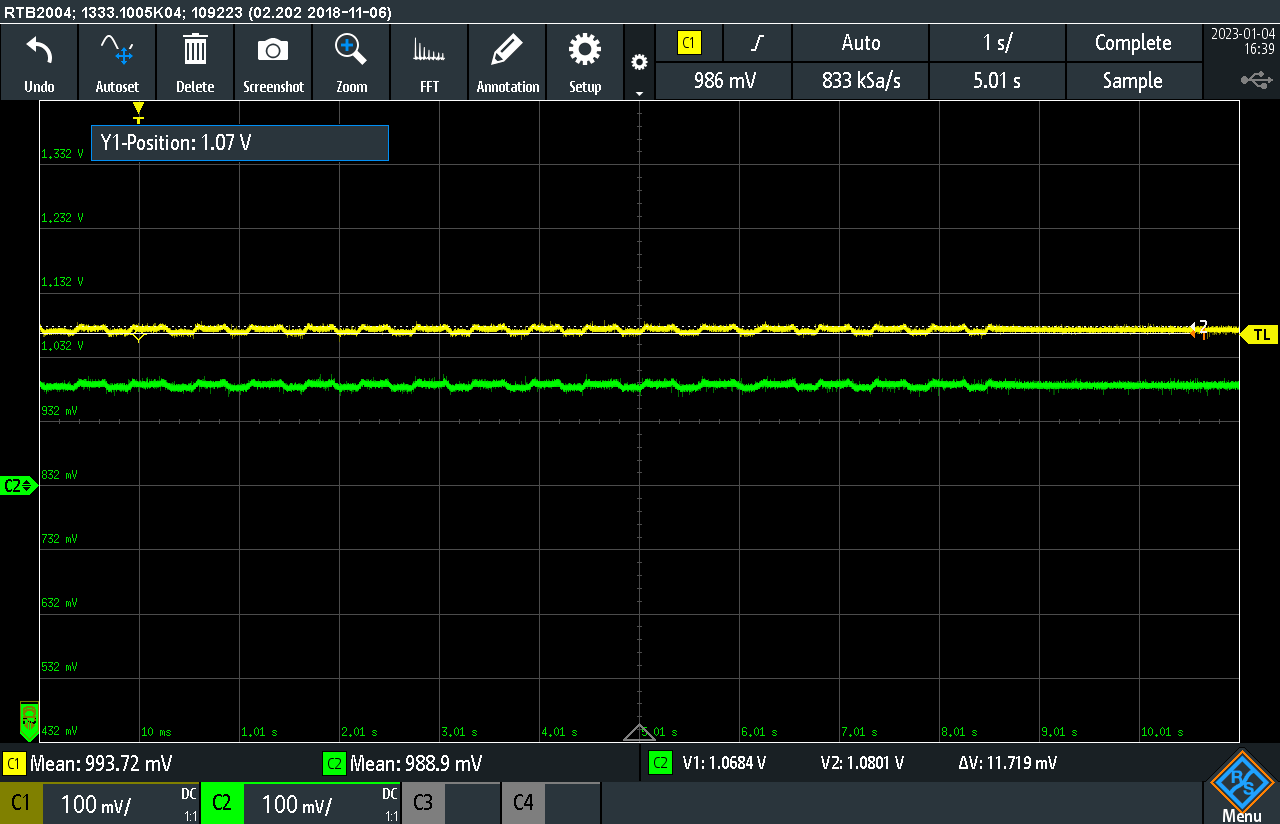 RTB2004; 1333.1005K04; 109223 (02.202 2018-11-06)
Undo Autoset Delete Screenshot Zoom FFT Annotation Setup
C1 Auto 1 s/ Complete
986 mV 833 kSa/s 5.01 s Sample
2023-01-04
16:39
T
Y1-Position: 1.07 V
1,332 V
1,232 V
1,132 V
2
1
TL
1,032 V
932 mV
832 mV
C2
732 mV
632 mV
532 mV
432 mV 10 ms 1,01 s 2,01 s 3,01 s 4,01 s 5,01 s 6,01 s 7,01 s 8,01 s 9,01 s 10,01 s
C1 Mean: 993.72 mV C2 Mean: 988.9 mV C2 V1: 1.0684 V V2: 1.0801 V ΔV: 11.719 mV
C1 100 mV/ DC 1:1 C2 100 mV/ DC 1:1 C3 C4
R S
Menu